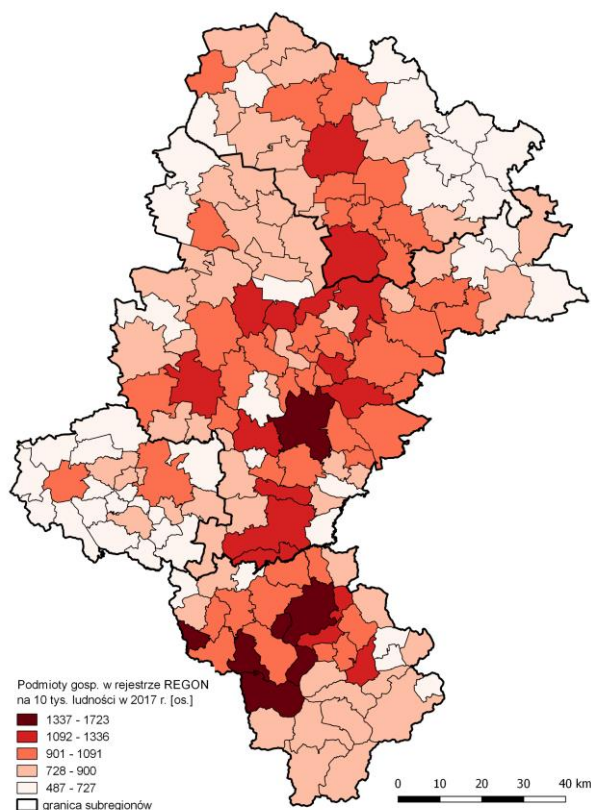 Podmioty gosp. w rejestrze REGON
na 10 tys. ludności w 2017 r. [os.]
1337 - 1723
1092 - 1336
901 - 1091
728 - 900
487 - 727
granica subregionów
0 10 20 30 40 km